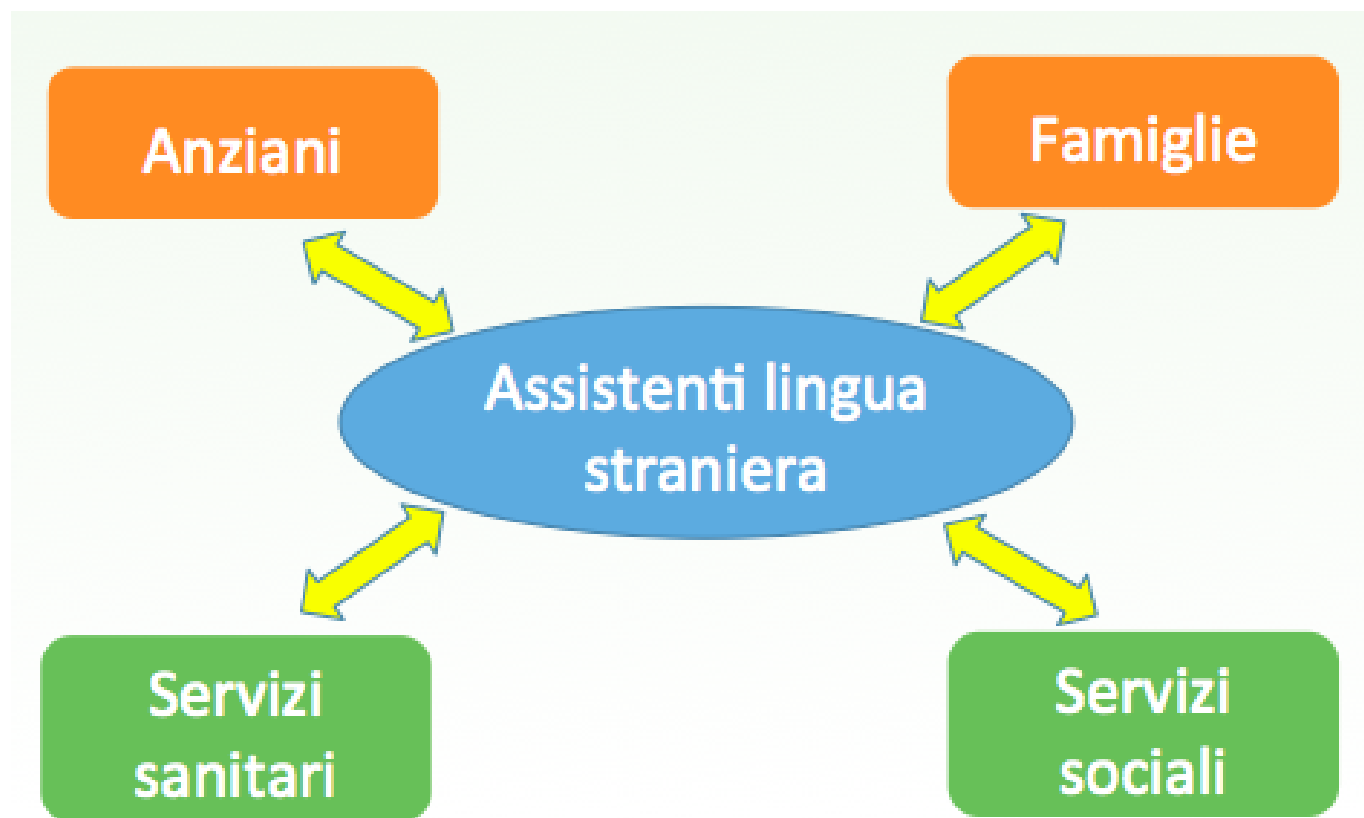 Anziani
Famiglie
Assistenti lingua
straniera
Servizi
sanitari
Servizi
sociali